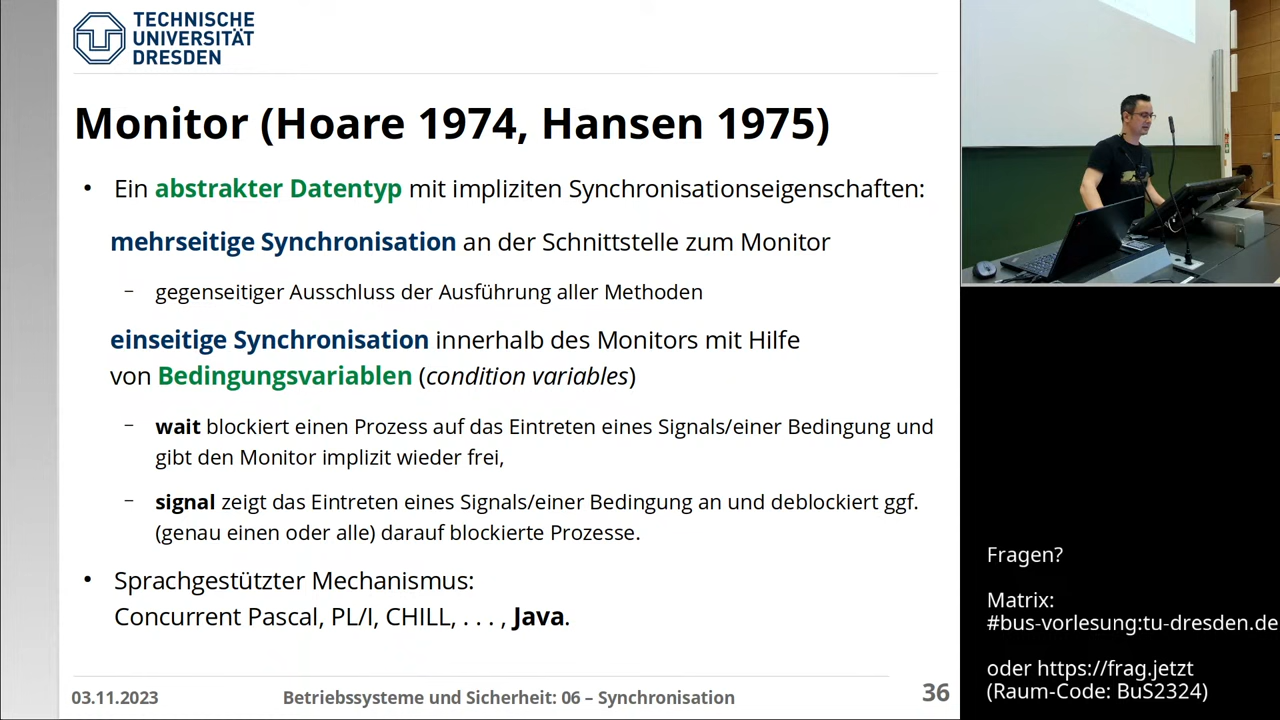 TECHNISCHE
UNIVERSITÄT
DRESDEN
Monitor (Hoare 1974, Hansen 1975)
• Ein abstrakter Datentyp mit impliziten Synchronisationseigenschaften:
mehrseitige Synchronisation an der Schnittstelle zum Monitor
– gegenseitiger Ausschluss der Ausführung aller Methoden
einseitige Synchronisation innerhalb des Monitors mit Hilfe
von Bedingungsvariablen (condition variables)
– wait blockiert einen Prozess auf das Eintreten eines Signals/einer Bedingung und
gibt den Monitor implizit wieder frei,
– signal zeigt das Eintreten eines Signals/einer Bedingung an und deblockiert ggf.
(genau einen oder alle) darauf blockierte Prozesse.
• Sprachgestützter Mechanismus:
Concurrent Pascal, PL/I, CHILL, . . . , Java.
03.11.2023 Betriebssysteme und Sicherheit: 06 – Synchronisation 36
Fragen?
Matrix:
#bus-vorlesung:tu-dresden.de
oder https://frag.jetzt
(Raum-Code: BuS2324)